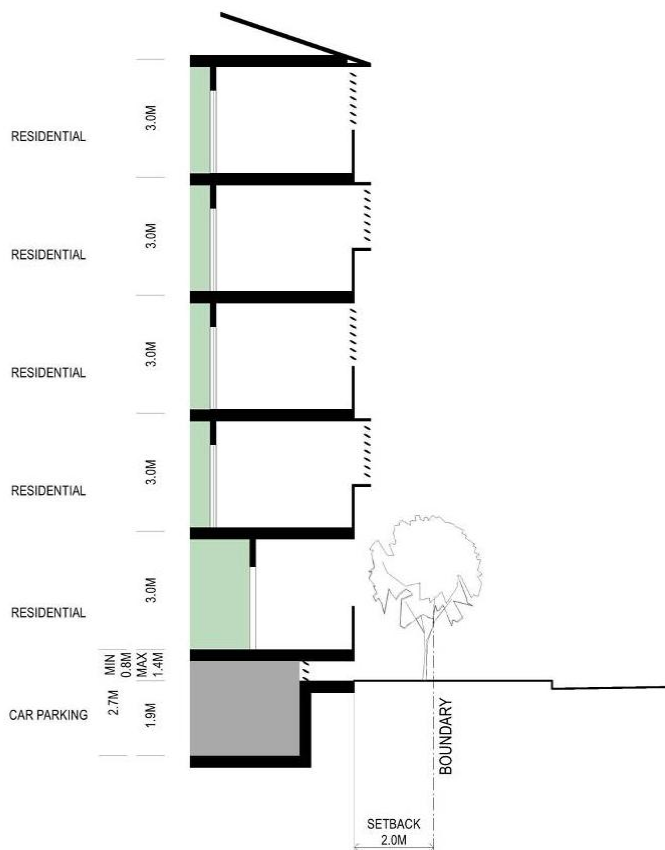 3.0M
RESIDENTIAL
3.0M
RESIDENTIAL
3.0M
RESIDENTIAL
3.0M
RESIDENTIAL
3.0M
RESIDENTIAL
MIN
0.8M
MAX
1.4M
2.7M
1.9M
CAR PARKING
BOUNDARY
SETBACK
2.0M